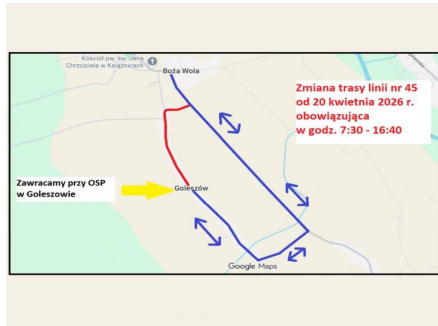 Kościół pw. św. Jana
Chrzciciela w Książnicach
Boża Wola
Zmiana trasy linii nr 45
od 20 kwietnia 2026 r.
obowiązująca
w godz. 7:30 - 16:40
Zawracamy przy OSP
w Goleszowie
Goleszów
Google Maps